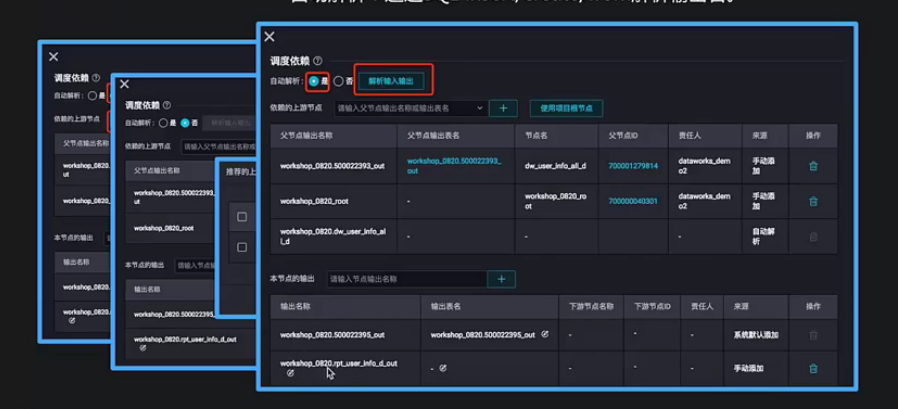 调度依赖
自动解析: 是
依赖的上游节点
父节点输出名称
workshop_0820.
ut
workshop_0820.
本节点的输出
输出名称
workshop_0820.
workshop_0820.
调度依赖
自动解析: 是 否
依赖的上游节点 请输入父节点输出名称或
父节点输出名称
workshop_0820.500022393_
ut
workshop_0820_root
本节点的输出 请输入节点输出名称
输出名称
workshop_0820.500022395_
workshop_0820.rpt_user_info_d_out
推荐的上
调度依赖
自动解析: 是 否 解析输入输出
依赖的上游节点 请输入父节点输出名称或输出表名 + 使用项目根节点
父节点输出名称 父节点输出表名 节点名 父节点ID 责任人 来源 操作
workshop_0820.500022393_out workshop_0820.500022393_out dw_user_info_all_d 700001279814 dataworks_demo2 手动添加
workshop_0820_root - workshop_0820_root 700000040301 dataworks_demo2 手动添加
workshop_0820.dw_user_info_all_d - - - 自动解析
本节点的输出 请输入节点输出名称 +
输出名称 输出表名 下游节点名称 下游节点ID 责任人 来源 操作
workshop_0820.500022395_out workshop_0820.500022395_out - - - 系统默认添加
workshop_0820.rpt_user_info_d_out - - - - 手动添加